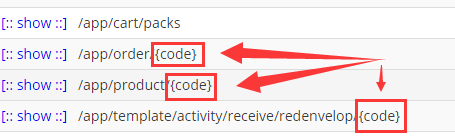 [:: show ::] /app/cart/packs
[:: show ::] /app/order/{code}
[:: show ::] /app/product/{code}
[:: show ::] /app/template/activity/receive/redenvelop/{code}